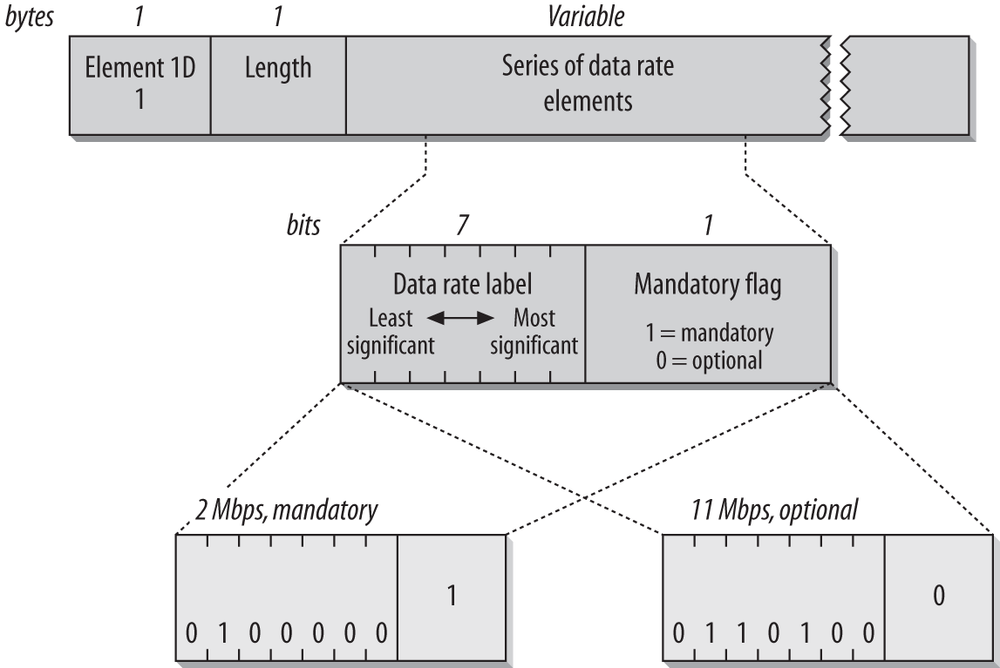 bytes 1 1 Variable
Element 1D Length Series of data rate
1 elements
bits 7 1
Data rate label Mandatory flag
Least Most
significant significant
1 = mandatory
0 = optional
2 Mbps, mandatory 11 Mbps, optional
1 0
0 1 0 0 0 0 0 0 1 1 0 1 0 0